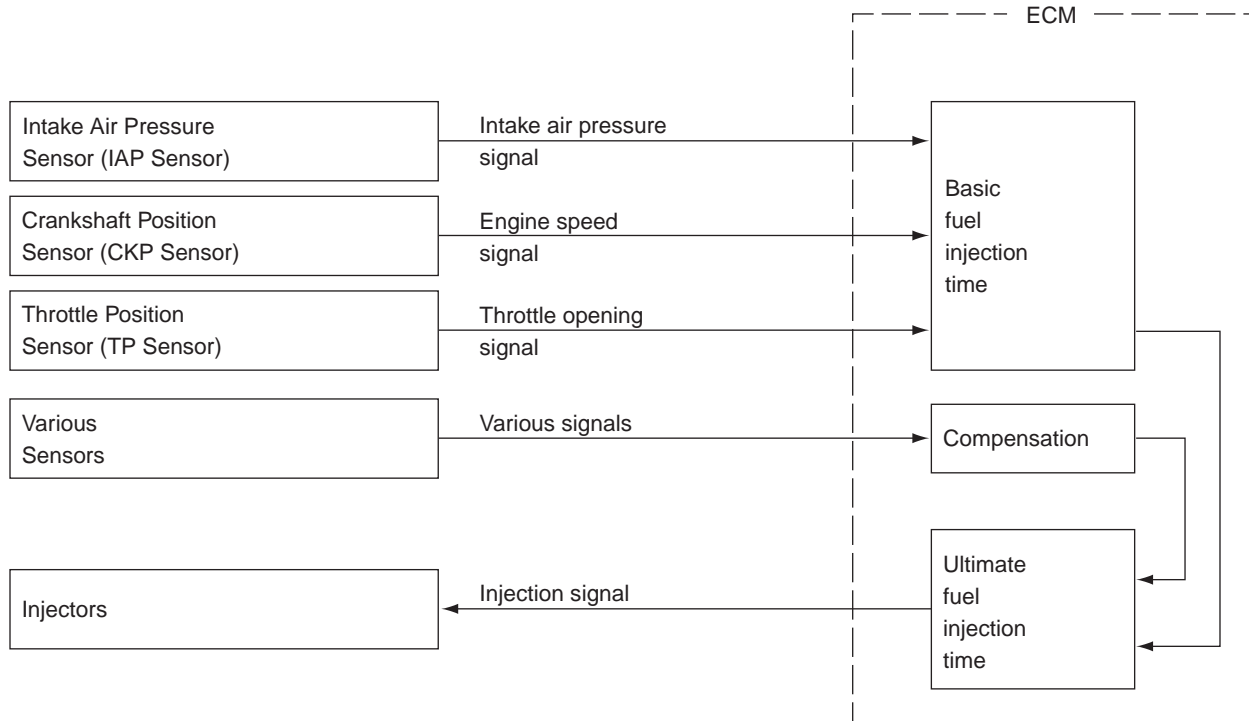 ECM
Intake Air Pressure
Sensor (IAP Sensor)
Intake air pressure
signal
Crankshaft Position
Sensor (CKP Sensor)
Engine speed
signal
Throttle Position
Sensor (TP Sensor)
Throttle opening
signal
Basic
fuel
injection
time
Various
Sensors
Various signals
Compensation
Injectors
Injection signal
Ultimate
fuel
injection
time